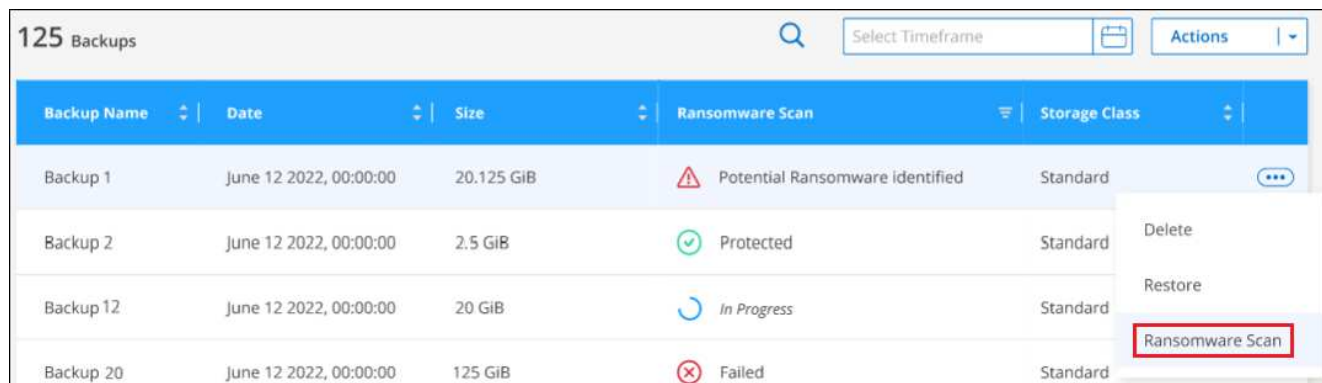 125 Backups Select Timeframe Actions
Backup Name Date Size Ransomware Scan Storage Class
Backup 1 June 12 2022, 00:00:00 20.125 GiB Potential Ransomware identified Standard
Backup 2 June 12 2022, 00:00:00 2.5 GiB Protected Standard
Delete
Restore
Backup 12 June 12 2022, 00:00:00 20 GiB In Progress Standard
Ransomware Scan
Backup 20 June 12 2022, 00:00:00 125 GiB Failed Standard